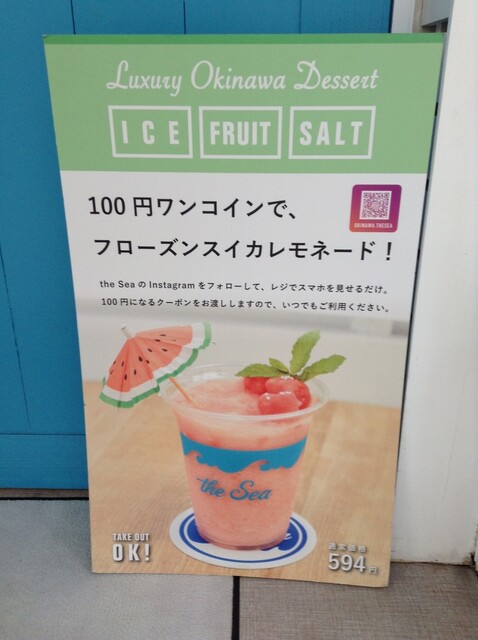 Luxury Okinawa Dessert
ICE FRUIT SALT
100円ワンコインで、
フローズンスイカレモネード！
OKINAWA.THESEA
the Sea の Instagram をフォローして、レジでスマホを見せるだけ。
100円になるクーポンをお渡ししますので、いつでもご利用ください。
the Sea
TAKE OUT
OK!
通常価格
594円